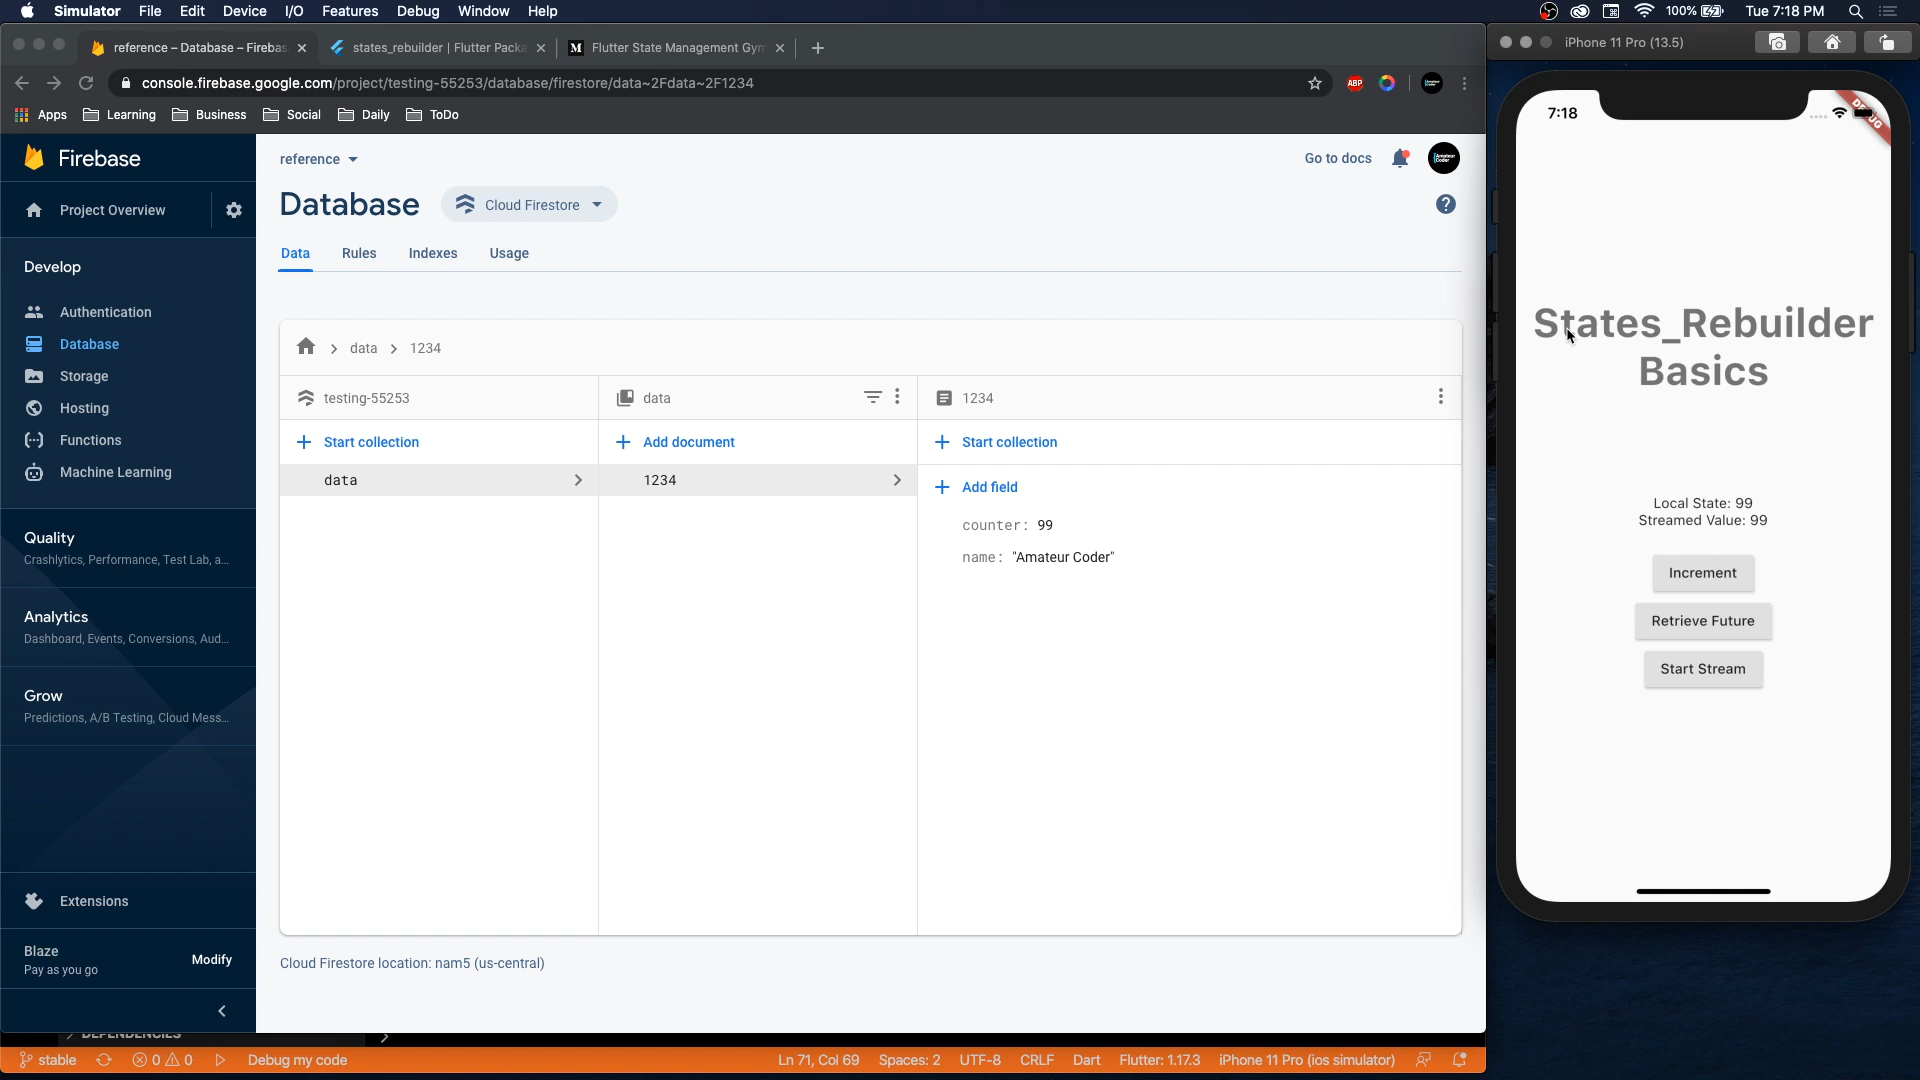 Simulator File Edit Device I/O Features Debug Window Help
100% Tue 7:18 PM
reference – Database – Firebas
states_rebuilder | Flutter Packa
M Flutter State Management Gym
iPhone 11 Pro (13.5)
console.firebase.google.com/project/testing-55253/database/firestore/data~2Fdata~2F1234
ABP
Apps Learning Business Social Daily ToDo
Firebase
Project Overview
Develop
Authentication
Database
Storage
Hosting
Functions
Machine Learning
Quality
Crashlytics, Performance, Test Lab, a...
Analytics
Dashboard, Events, Conversions, Aud...
Grow
Predictions, A/B Testing, Cloud Mess...
Extensions
Blaze
Pay as you go
Modify
reference
Go to docs
Amateur
Coder
Database
Cloud Firestore
?
Data Rules Indexes Usage
data > 1234
testing-55253
Start collection
data
data
Add document
1234
1234
Start collection
Add field
counter: 99
name: "Amateur Coder"
Cloud Firestore location: nam5 (us-central)
7:18
DEBUG
States_Rebuilder
Basics
Local State: 99
Streamed Value: 99
Increment
Retrieve Future
Start Stream
DEPENDENCIES
stable 0 0 Debug my code
Ln 71, Col 69 Spaces: 2 UTF-8 CRLF Dart Flutter: 1.17.3 iPhone 11 Pro (ios simulator)